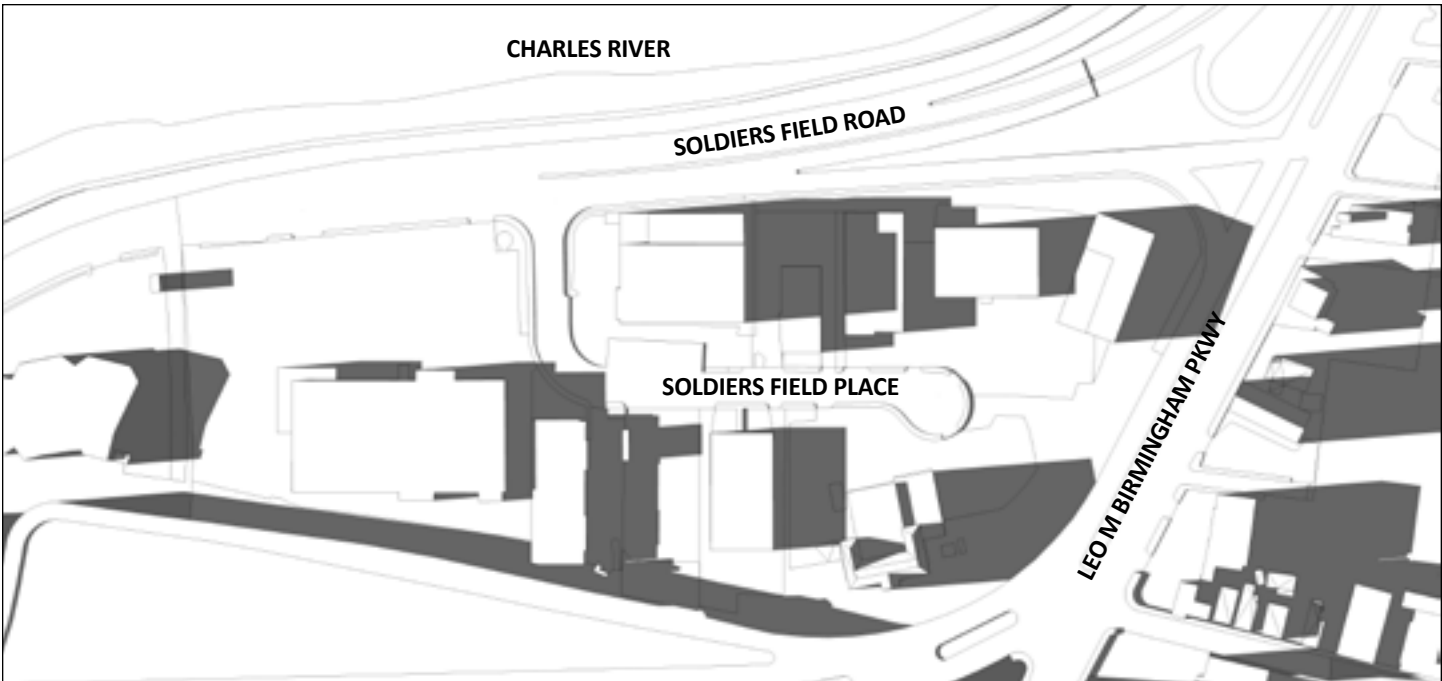 CHARLES RIVER
SOLDIERS FIELD ROAD
SOLDIERS FIELD PLACE
LEO M BIRMINGHAM PKWY